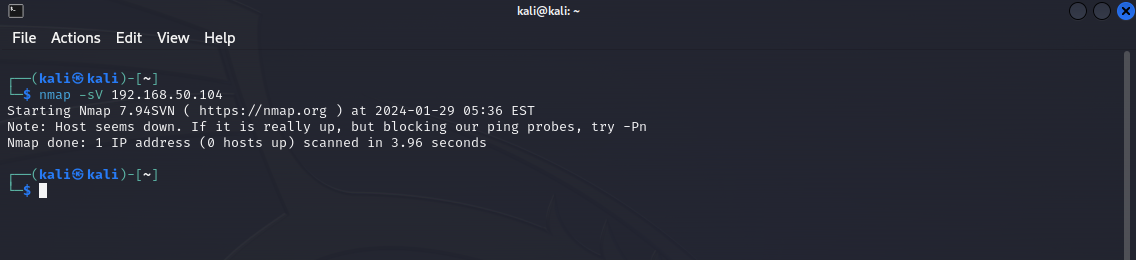 kali@kali: ~
File Actions Edit View Help
┌──(kali㉿kali)-[~]
└─$ nmap -sV 192.168.50.104
Starting Nmap 7.94SVN ( https://nmap.org ) at 2024-01-29 05:36 EST
Note: Host seems down. If it is really up, but blocking our ping probes, try -Pn
Nmap done: 1 IP address (0 hosts up) scanned in 3.96 seconds
┌──(kali㉿kali)-[~]
└─$